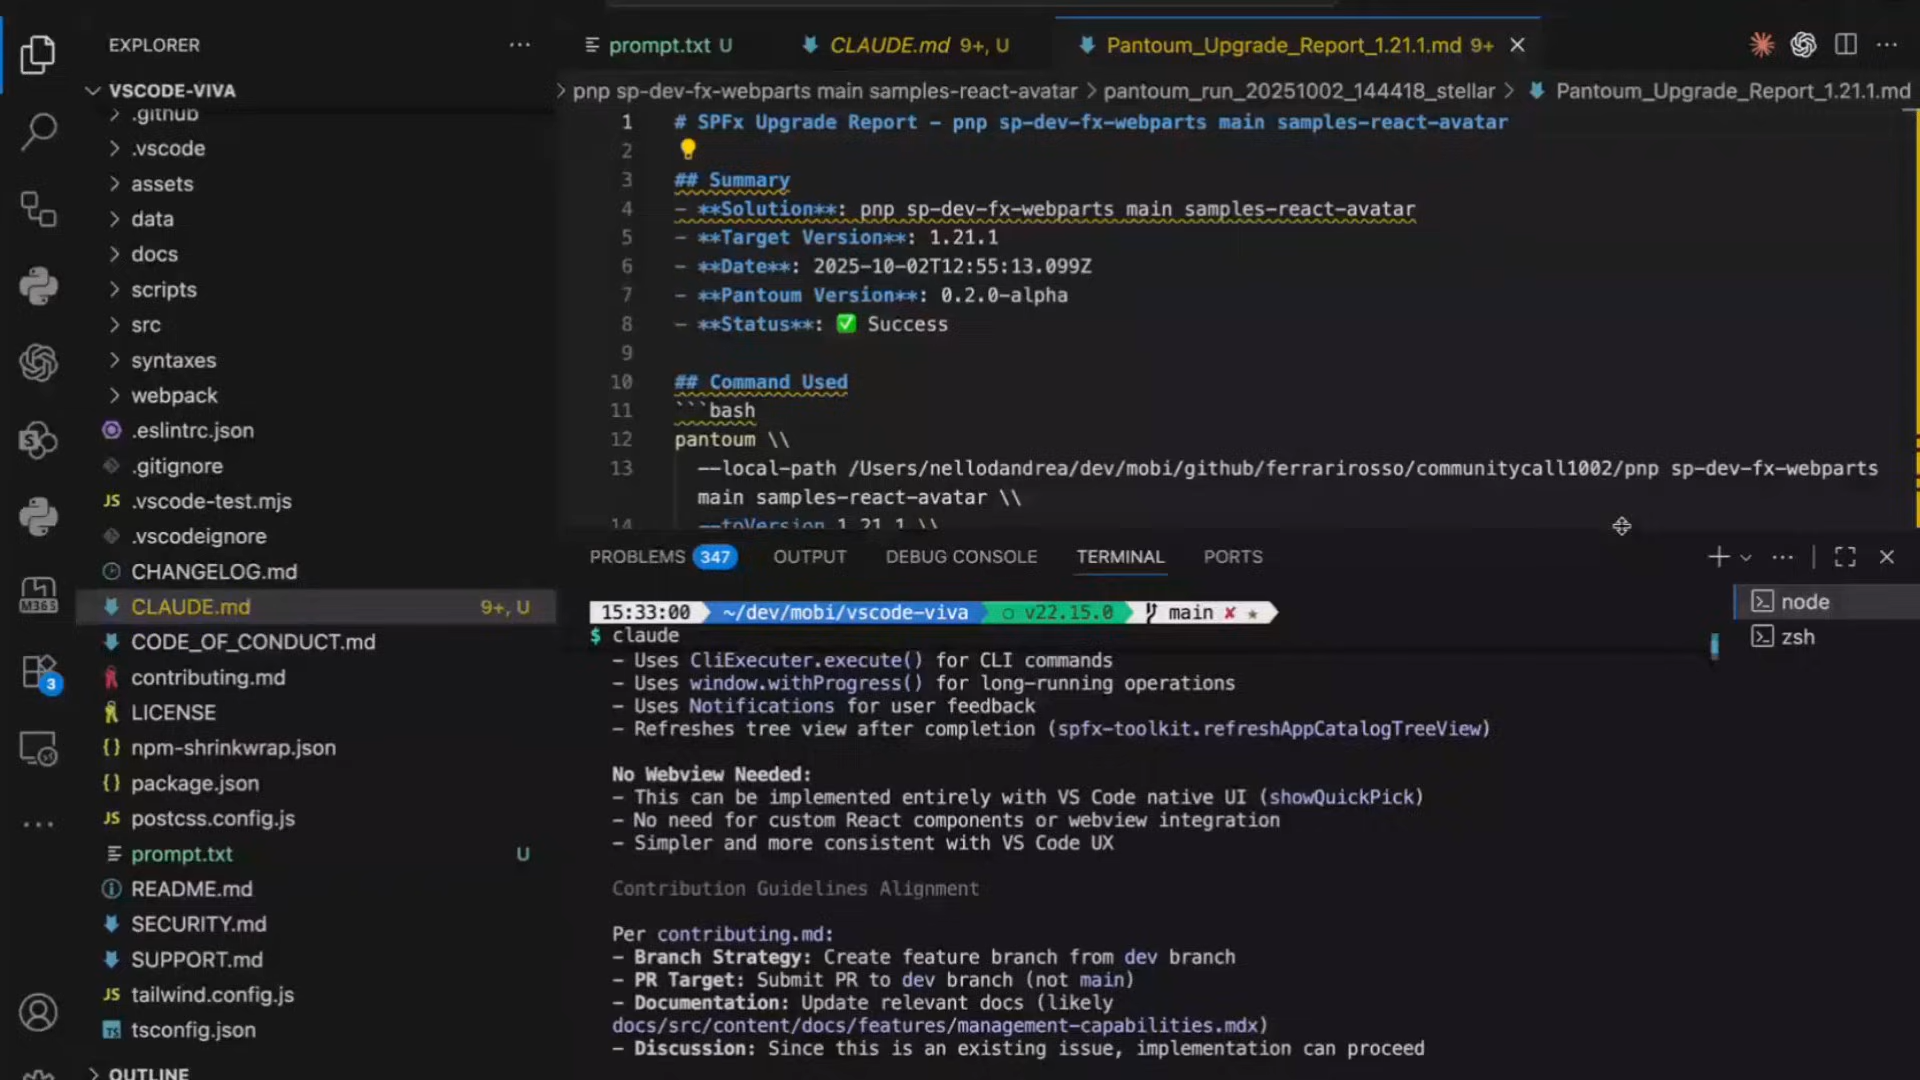 EXPLORER
VSCODE-VIVA
.github
.vscode
assets
data
docs
scripts
src
syntaxes
webpack
.eslintrc.json
.gitignore
JS .vscode-test.mjs
.vscodeignore
CHANGELOG.md
CLAUDE.md 9+, U
CODE_OF_CONDUCT.md
contributing.md
LICENSE
{} npm-shrinkwrap.json
{} package.json
JS postcss.config.js
prompt.txt U
README.md
SECURITY.md
SUPPORT.md
JS tailwind.config.js
TS tsconfig.json
OUTLINE
M365
3
prompt.txt U
CLAUDE.md 9+, U
Pantoum_Upgrade_Report_1.21.1.md 9+
pnp sp-dev-fx-webparts main samples-react-avatar > pantoum_run_20251002_144418_stellar > Pantoum_Upgrade_Report_1.21.1.md
1 # SPFx Upgrade Report - pnp sp-dev-fx-webparts main samples-react-avatar
2
3 ## Summary
4 - **Solution**: pnp sp-dev-fx-webparts main samples-react-avatar
5 - **Target Version**: 1.21.1
6 - **Date**: 2025-10-02T12:55:13.099Z
7 - **Pantoum Version**: 0.2.0-alpha
8 - **Status**: ✅ Success
9
10 ## Command Used
11 ```bash
12 pantoum \\
13 --local-path /Users/nellodandrea/dev/mobi/github/ferrarirosso/communitycall1002/pnp sp-dev-fx-webparts
main samples-react-avatar \\
14 --toVersion 1.21.1 \\
PROBLEMS 347 OUTPUT DEBUG CONSOLE TERMINAL PORTS
node
zsh
15:33:00 ~/dev/mobi/vscode-viva v22.15.0 main ✘ ★
$ claude
- Uses CliExecuter.execute() for CLI commands
- Uses window.withProgress() for long-running operations
- Uses Notifications for user feedback
- Refreshes tree view after completion (spfx-toolkit.refreshAppCatalogTreeView)
No Webview Needed:
- This can be implemented entirely with VS Code native UI (showQuickPick)
- No need for custom React components or webview integration
- Simpler and more consistent with VS Code UX
Contribution Guidelines Alignment
Per contributing.md:
- Branch Strategy: Create feature branch from dev branch
- PR Target: Submit PR to dev branch (not main)
- Documentation: Update relevant docs (likely
docs/src/content/docs/features/management-capabilities.mdx)
- Discussion: Since this is an existing issue, implementation can proceed